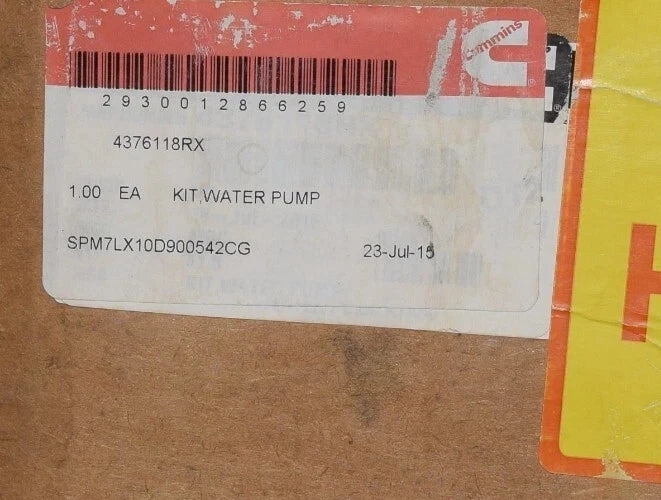 Cummins
2930012866259
4376118RX
1.00 EA KIT,WATER PUMP
SPM7LX10D900542CG 23-Jul-15
H